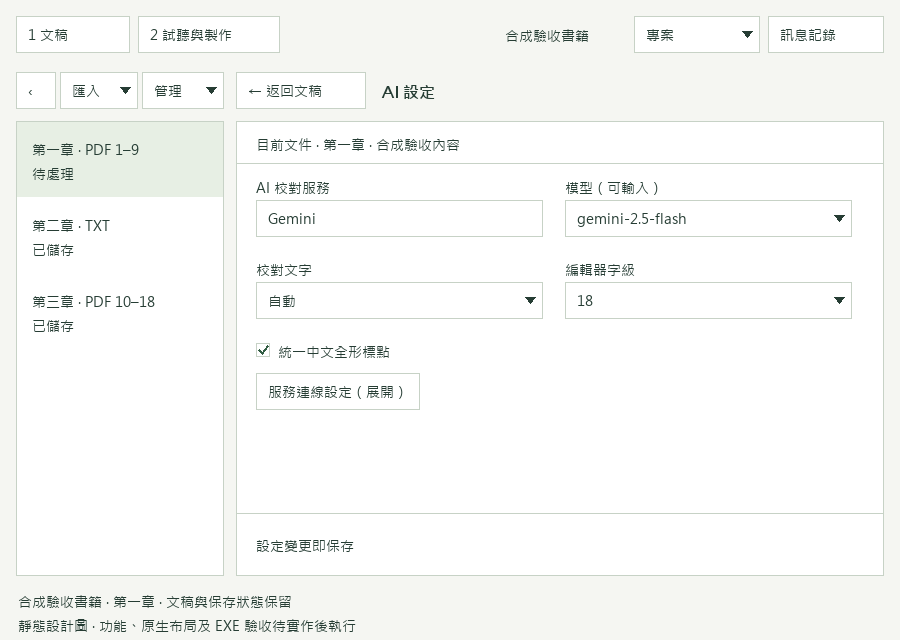 1 文稿
2 試聽與製作
合成驗收書籍
專案
訊息記錄
‹
匯入
管理
← 返回文稿
AI 設定
第一章 · PDF 1–9
待處理
第二章 · TXT
已儲存
第三章 · PDF 10–18
已儲存
目前文件 · 第一章 · 合成驗收內容
AI 校對服務
模型（可輸入）
Gemini
gemini-2.5-flash
校對文字
編輯器字級
自動
18
統一中文全形標點
服務連線設定（展開）
設定變更即保存
合成驗收書籍 · 第一章 · 文稿與保存狀態保留
靜態設計圖 · 功能、原生布局及 EXE 驗收待實作後執行